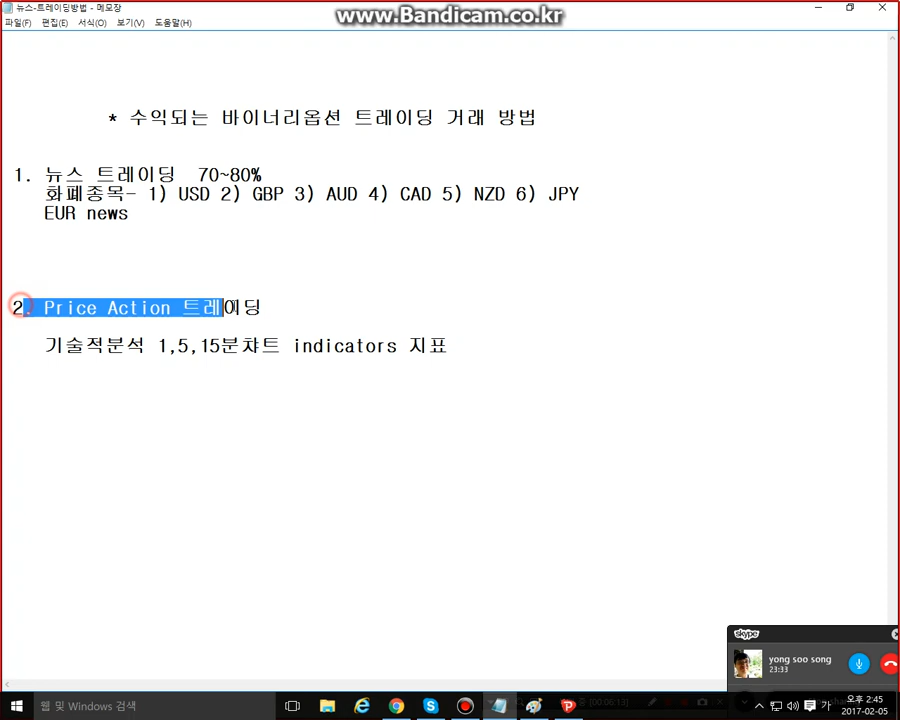 뉴스-트레이딩방법 - 메모장
www.Bandicam.co.kr
파일(F) 편집(E) 서식(O) 보기(V) 도움말(H)
* 수익되는 바이너리옵션 트레이딩 거래 방법
1. 뉴스 트레이딩 70~80%
화폐종목- 1) USD 2) GBP 3) AUD 4) CAD 5) NZD 6) JPY
EUR news
2. Price Action 트레이딩
기술적분석 1,5,15분챠트 indicators 지표
skype
yong soo song
23:33
웹 및 Windows 검색
[00:06:13]
가
오후 2:45
2017-02-05